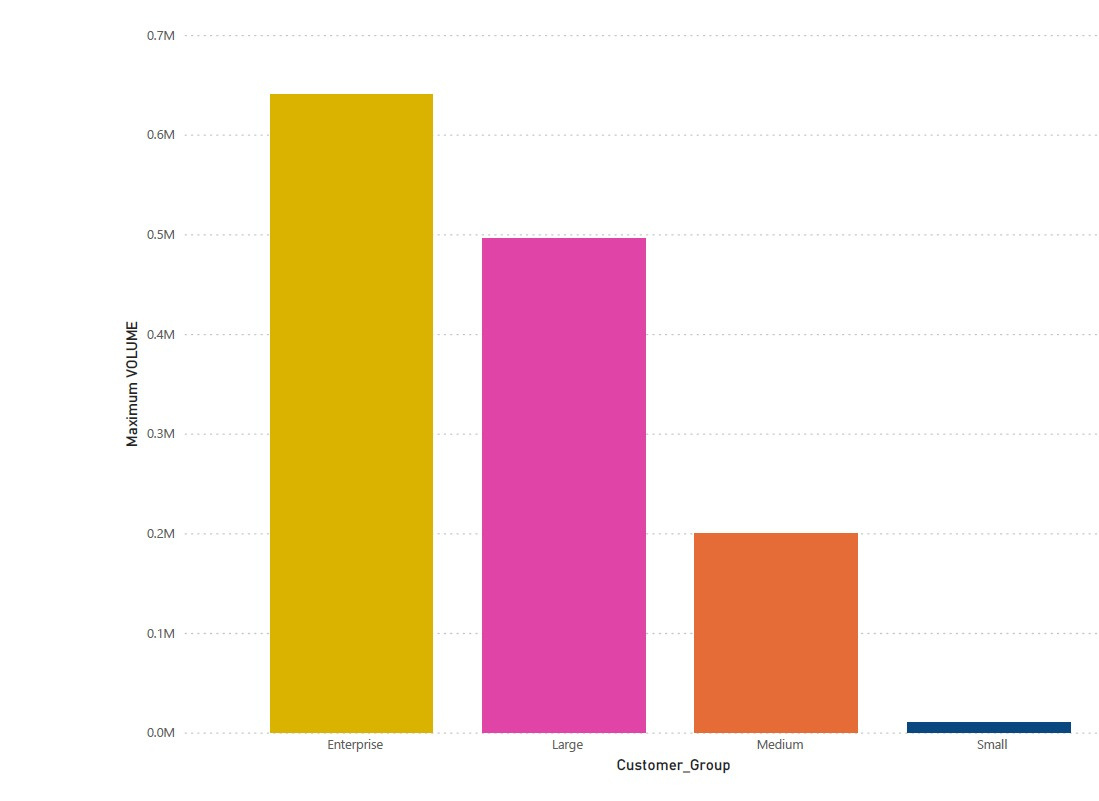 0.7M
0.6M
0.5M
0.4M
0.3M
0.2M
0.1M
0.0M
Maximum VOLUME
Enterprise Large Medium Small
Customer_Group